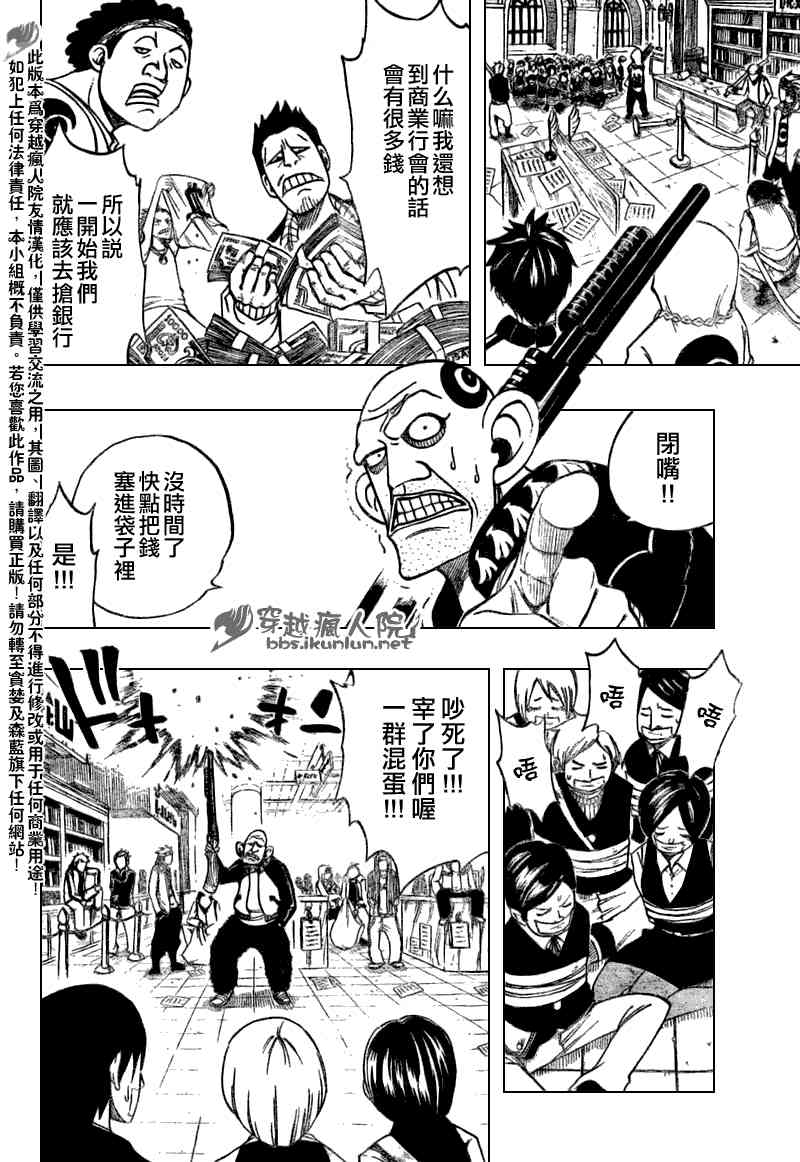 什么嘛我還想
到商業行會的話
會有很多錢
所以說
一開始我們
就應該去搶銀行
閉嘴!!
沒時間了
快點把錢
塞進袋子裡
是!!!
唔
唔
唔
吵死了!!!
宰了你們喔
一群混蛋!!!
ドォン
穿越瘋人院
bbs.ikunlun.net
此版本爲穿越瘋人院友情漢化，僅供學習交流之用，其圖、翻譯以及任何部分不得進行修改或用于任何商業用途！
如犯上任何法律責任，本小組概不負責。若您喜歡此作品，請購買正版！請勿轉至貪婪及森藍旗下任何網站！